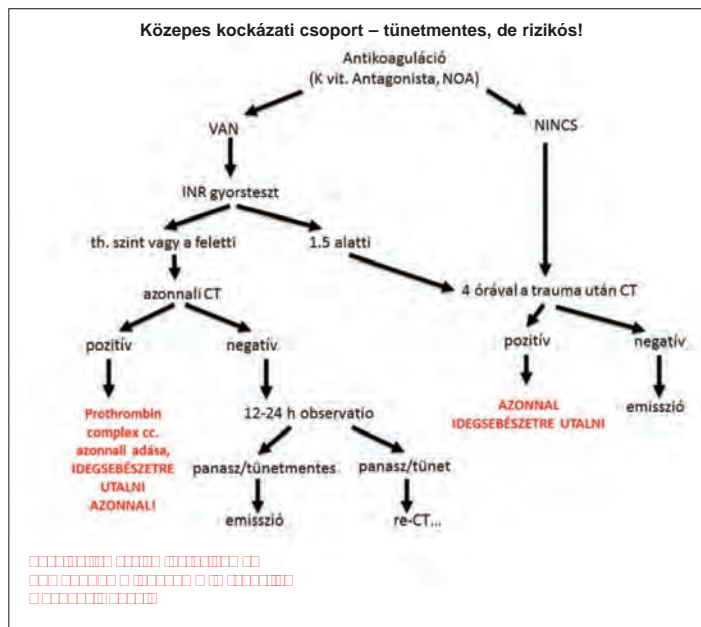 Közepes kockázati csoport – tünetmentes, de rizikós!
Antikoaguláció
(K vit. Antagonista, NOA)
VAN
NINCS
INR gyorsteszt
th. szint vagy a feletti
1.5 alatti
azonnali CT
4 órával a trauma után CT
pozitív
negatív
pozitív
negatív
Prothrombin
complex cc.
azonnali adása,
IDEGSEBÉSZETRE
UTALNI
AZONNAL!
12-24 h observatio
AZONNAL
IDEGSEBÉSZETRE UTALNI
emisszió
panasz/tünetmentes
panasz/tünet
emisszió
re-CT...